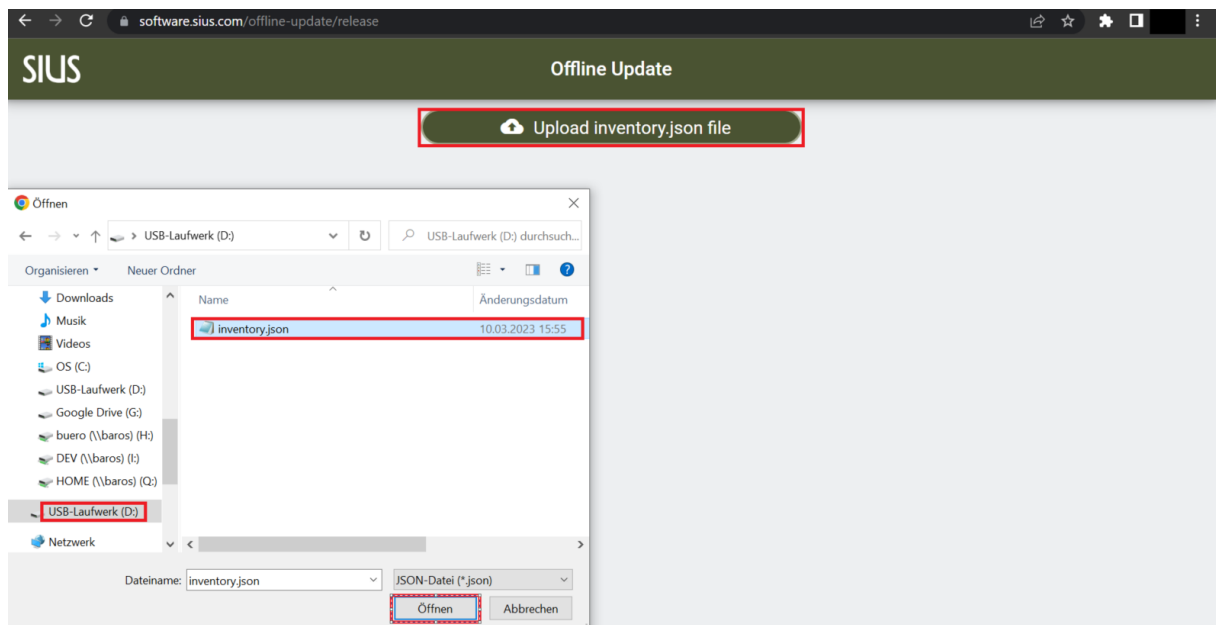 software.sius.com/offline-update/release
SIUS
Offline Update
Upload inventory.json file
Öffnen
USB-Laufwerk (D:)
USB-Laufwerk (D:) durchsuch...
Organisieren
Neuer Ordner
Downloads
Musik
Videos
OS (C:)
USB-Laufwerk (D:)
Google Drive (G:)
buero (\\baros) (H:)
DEV (\\baros) (I:)
HOME (\\baros) (Q:)
USB-Laufwerk (D:)
Netzwerk
Name
Änderungsdatum
inventory.json
10.03.2023 15:55
Dateiname:
inventory.json
JSON-Datei (*.json)
Öffnen
Abbrechen